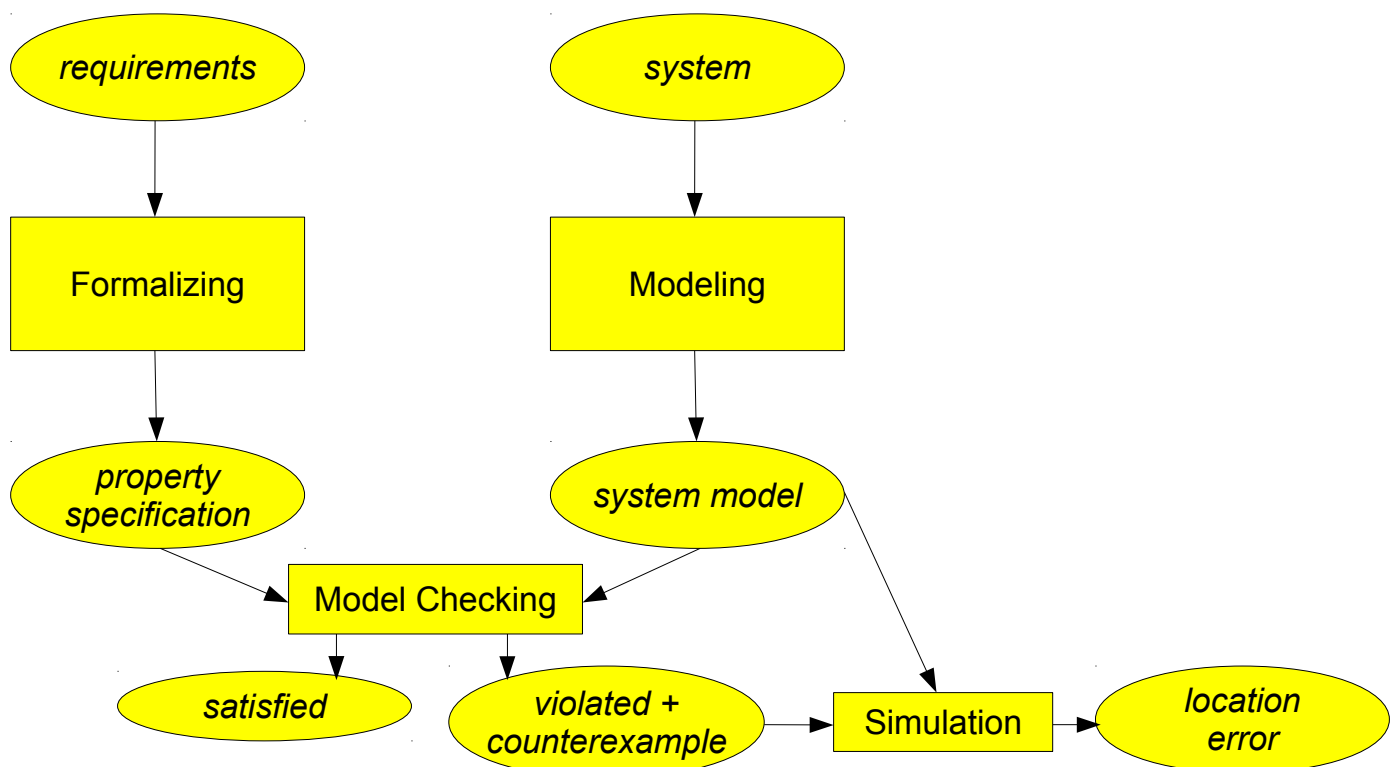 requirements
system
Formalizing
Modeling
property
specification
system model
Model Checking
satisfied
violated +
counterexample
Simulation
location
error